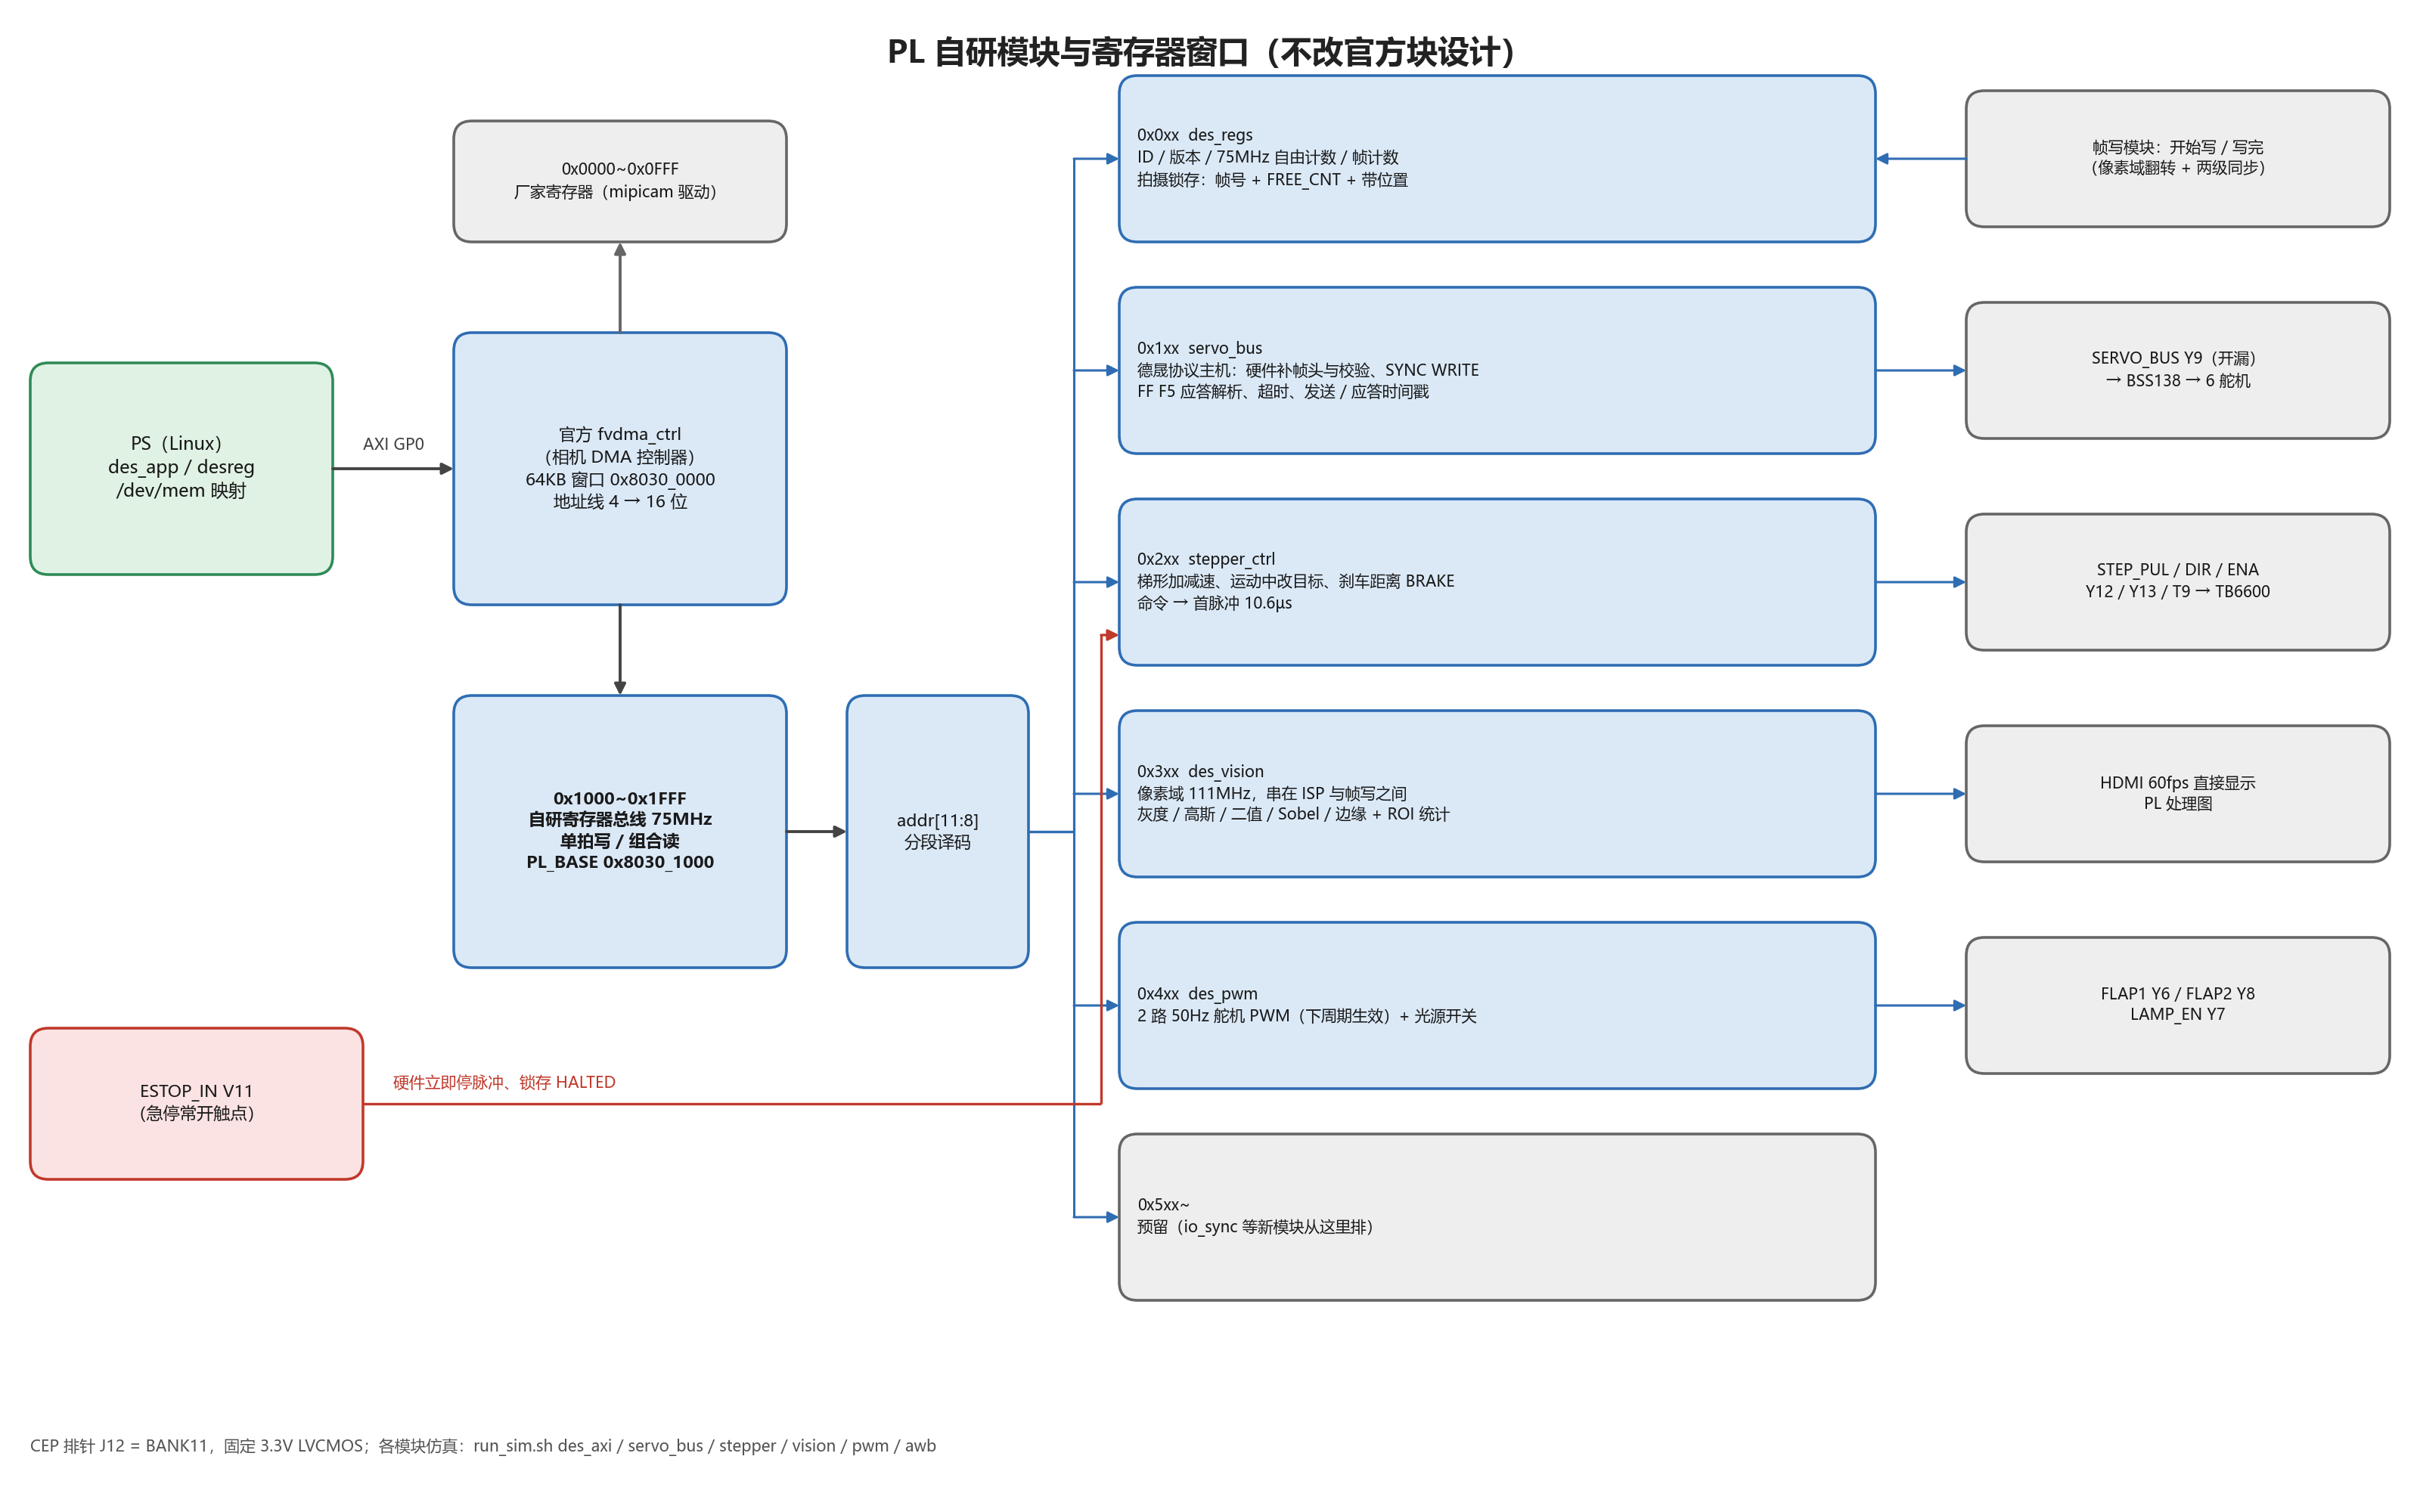 PL 自研模块与寄存器窗口（不改官方块设计）
0x0000~0x0FFF
厂家寄存器（mipicam 驱动）
PS（Linux）
des_app / desreg
/dev/mem 映射
AXI GP0
官方 fvdma_ctrl
（相机 DMA 控制器）
64KB 窗口 0x8030_0000
地址线 4 → 16 位
0x1000~0x1FFF
自研寄存器总线 75MHz
单拍写 / 组合读
PL_BASE 0x8030_1000
addr[11:8]
分段译码
0x0xx  des_regs
ID / 版本 / 75MHz 自由计数 / 帧计数
拍摄锁存：帧号 + FREE_CNT + 带位置
帧写模块：开始写 / 写完
（像素域翻转 + 两级同步）
0x1xx  servo_bus
德晟协议主机：硬件补帧头与校验、SYNC WRITE
FF F5 应答解析、超时、发送 / 应答时间戳
SERVO_BUS Y9（开漏）
→ BSS138 → 6 舵机
0x2xx  stepper_ctrl
梯形加减速、运动中改目标、刹车距离 BRAKE
命令 → 首脉冲 10.6μs
STEP_PUL / DIR / ENA
Y12 / Y13 / T9 → TB6600
0x3xx  des_vision
像素域 111MHz，串在 ISP 与帧写之间
灰度 / 高斯 / 二值 / Sobel / 边缘 + ROI 统计
HDMI 60fps 直接显示
PL 处理图
0x4xx  des_pwm
2 路 50Hz 舵机 PWM（下周期生效）+ 光源开关
FLAP1 Y6 / FLAP2 Y8
LAMP_EN Y7
ESTOP_IN V11
（急停常开触点）
硬件立即停脉冲、锁存 HALTED
0x5xx~
预留（io_sync 等新模块从这里排）
CEP 排针 J12 = BANK11，固定 3.3V LVCMOS；各模块仿真：run_sim.sh des_axi / servo_bus / stepper / vision / pwm / awb